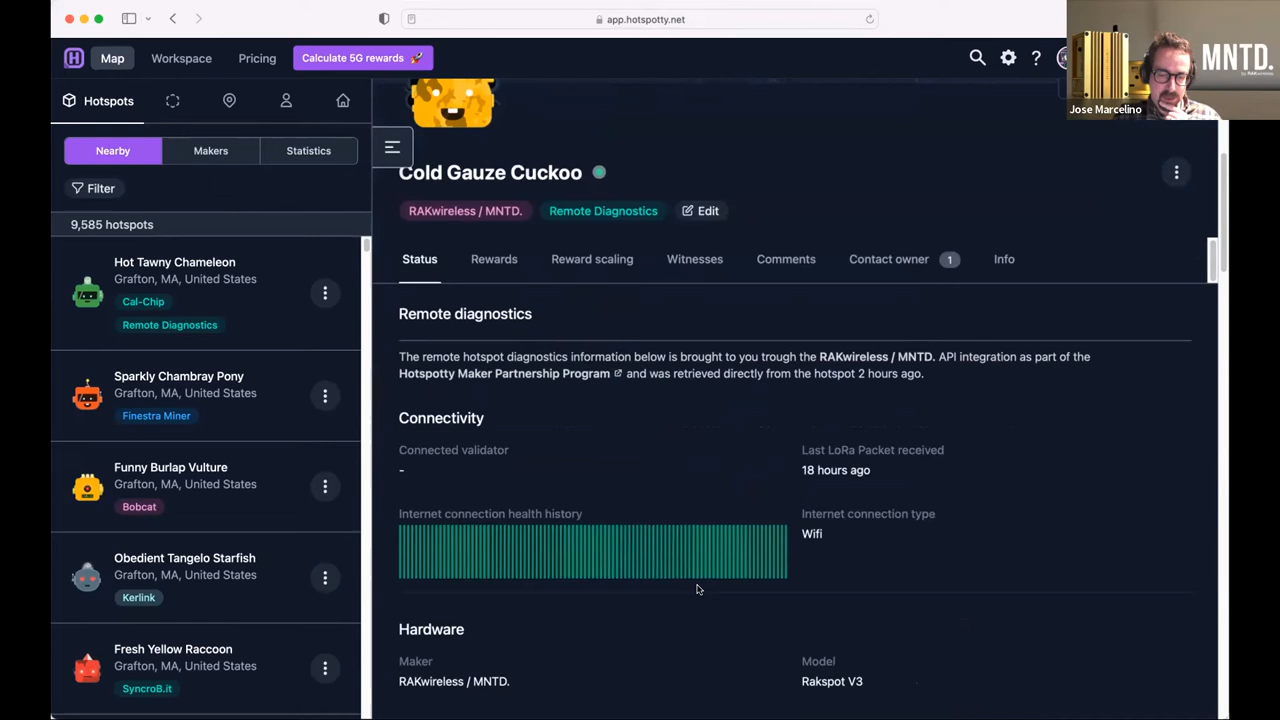 app.hotspotty.net
Map
Workspace
Pricing
Calculate 5G rewards 🚀
MNTD.
by RAKwireless
Jose Marcelino
Hotspots
Nearby
Makers
Statistics
Filter
9,585 hotspots
Hot Tawny Chameleon
Grafton, MA, United States
Cal-Chip
Remote Diagnostics
Sparkly Chambray Pony
Grafton, MA, United States
Finestra Miner
Funny Burlap Vulture
Grafton, MA, United States
Bobcat
Obedient Tangelo Starfish
Grafton, MA, United States
Kerlink
Fresh Yellow Raccoon
Grafton, MA, United States
SyncroB.it
Cold Gauze Cuckoo
RAKwireless / MNTD.
Remote Diagnostics
Edit
Status
Rewards
Reward scaling
Witnesses
Comments
Contact owner 1
Info
Remote diagnostics
The remote hotspot diagnostics information below is brought to you trough the RAKwireless / MNTD. API integration as part of the
Hotspotty Maker Partnership Program and was retrieved directly from the hotspot 2 hours ago.
Connectivity
Connected validator
-
Last LoRa Packet received
18 hours ago
Internet connection health history
Internet connection type
Wifi
Hardware
Maker
RAKwireless / MNTD.
Model
Rakspot V3